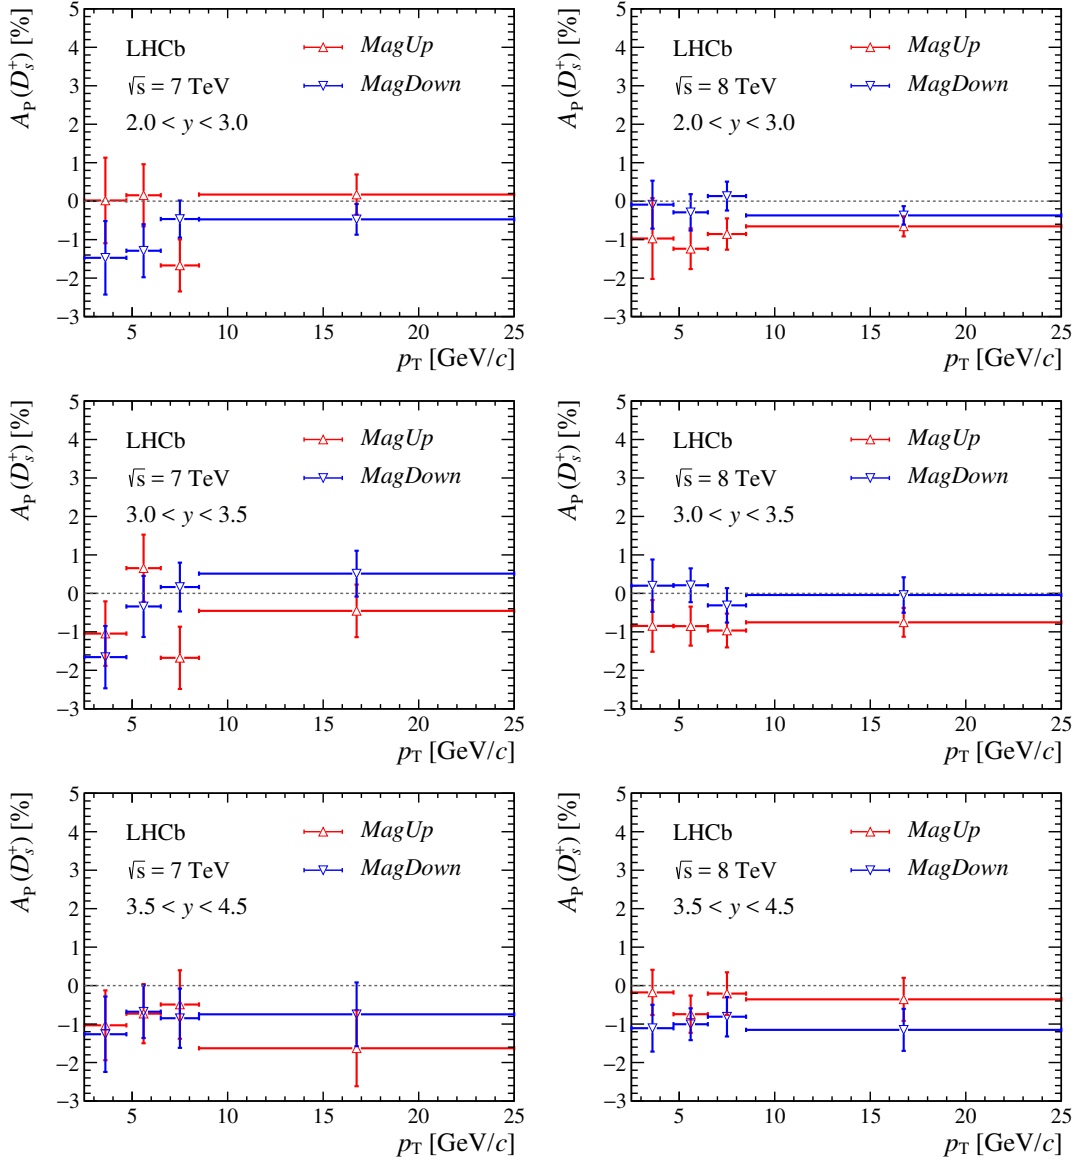 A_P(D_s^+) [%]
5
4
3
2
1
0
−1
−2
−3
LHCb
√s = 7 TeV
2.0 < y < 3.0
MagUp
MagDown
5 10 15 20 25
p_T [GeV/c]
A_P(D_s^+) [%]
5
4
3
2
1
0
−1
−2
−3
LHCb
√s = 8 TeV
2.0 < y < 3.0
MagUp
MagDown
5 10 15 20 25
p_T [GeV/c]
A_P(D_s^+) [%]
5
4
3
2
1
0
−1
−2
−3
LHCb
√s = 7 TeV
3.0 < y < 3.5
MagUp
MagDown
5 10 15 20 25
p_T [GeV/c]
A_P(D_s^+) [%]
5
4
3
2
1
0
−1
−2
−3
LHCb
√s = 8 TeV
3.0 < y < 3.5
MagUp
MagDown
5 10 15 20 25
p_T [GeV/c]
A_P(D_s^+) [%]
5
4
3
2
1
0
−1
−2
−3
LHCb
√s = 7 TeV
3.5 < y < 4.5
MagUp
MagDown
5 10 15 20 25
p_T [GeV/c]
A_P(D_s^+) [%]
5
4
3
2
1
0
−1
−2
−3
LHCb
√s = 8 TeV
3.5 < y < 4.5
MagUp
MagDown
5 10 15 20 25
p_T [GeV/c]